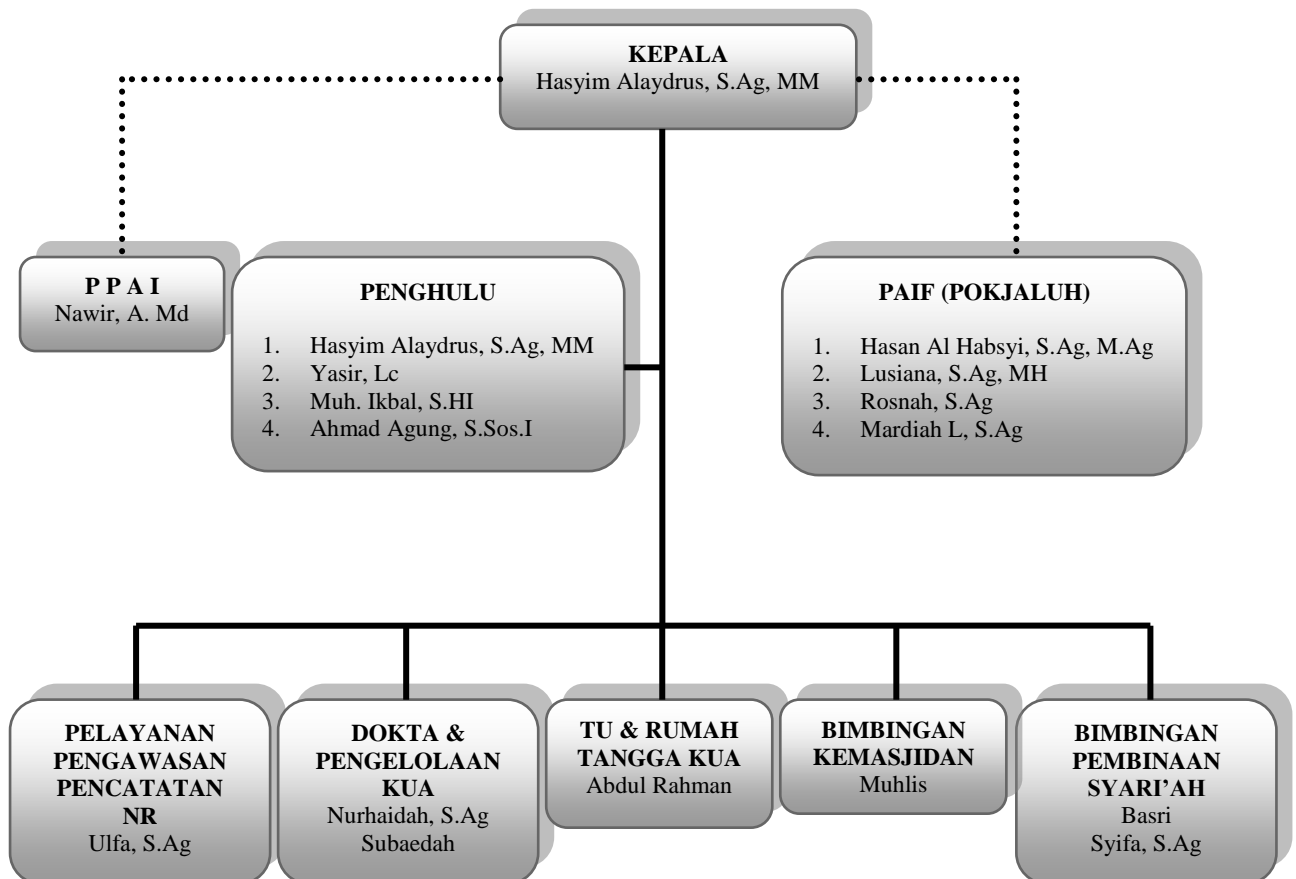 KEPALA
Hasyim Alaydrus, S.Ag, MM
P P A I
Nawir, A. Md
PENGHULU
1. Hasyim Alaydrus, S.Ag, MM
2. Yasir, Lc
3. Muh. Ikbal, S.HI
4. Ahmad Agung, S.Sos.I
PAIF (POKJALUH)
1. Hasan Al Habsyi, S.Ag, M.Ag
2. Lusiana, S.Ag, MH
3. Rosnah, S.Ag
4. Mardiah L, S.Ag
PELAYANAN
PENGAWASAN
PENCATATAN
NR
Ulfa, S.Ag
DOKTA &
PENGELOLAAN
KUA
Nurhaidah, S.Ag
Subaedah
TU & RUMAH
TANGGA KUA
Abdul Rahman
BIMBINGAN
KEMASJIDAN
Muhlis
BIMBINGAN
PEMBINAAN
SYARI’AH
Basri
Syifa, S.Ag